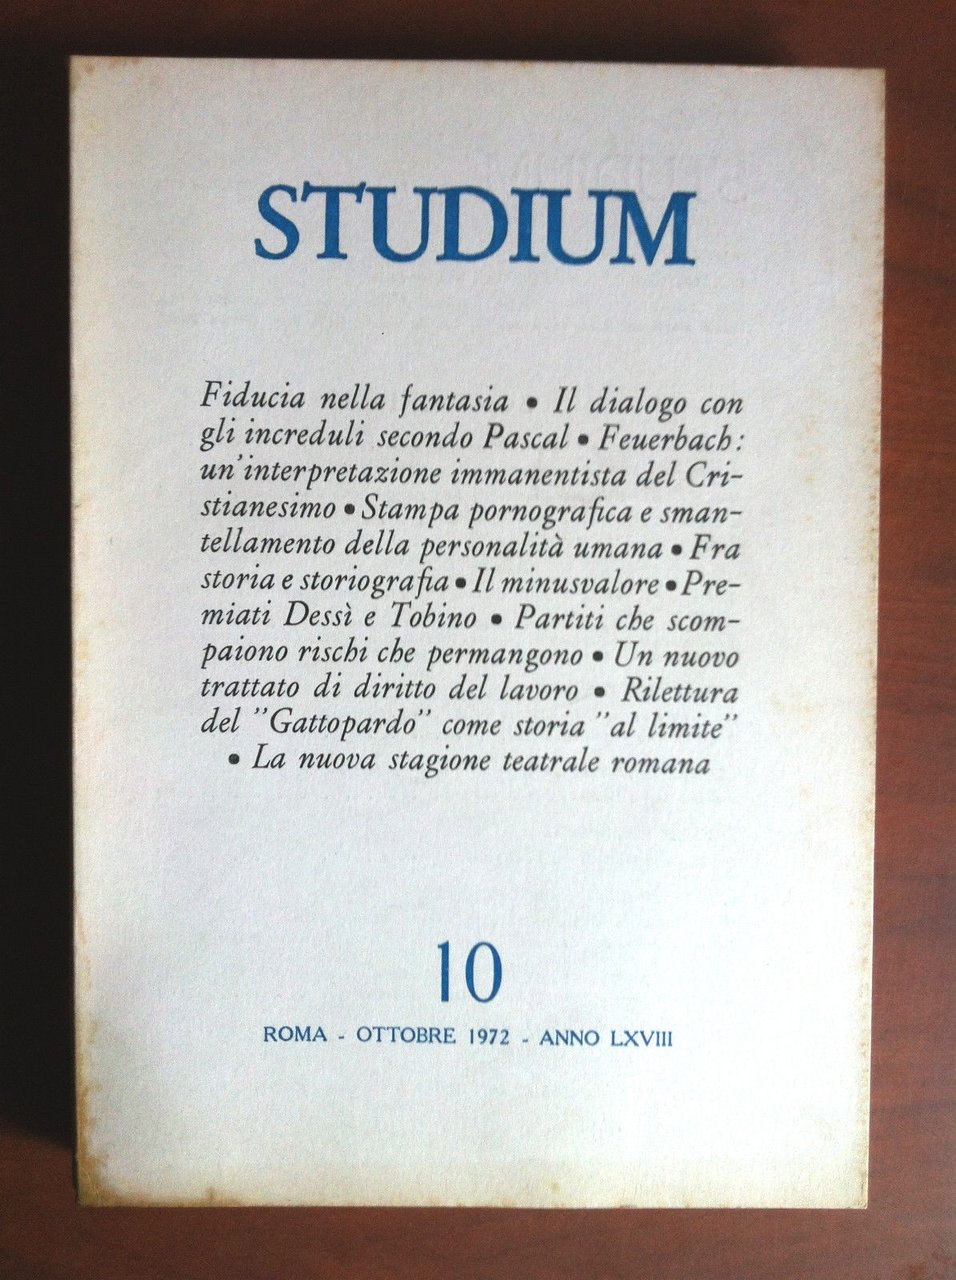 STUDIUM
Fiducia nella fantasia • Il dialogo con
gli increduli secondo Pascal • Feuerbach:
un'interpretazione immanentista del Cri-
stianesimo • Stampa pornografica e sman-
tellamento della personalità umana • Fra
storia e storiografia • Il minusvalore • Pre-
miati Dessì e Tobino • Partiti che scom-
paiono rischi che permangono • Un nuovo
trattato di diritto del lavoro • Rilettura
del "Gattopardo" come storia "al limite"
• La nuova stagione teatrale romana
10
ROMA - OTTOBRE 1972 - ANNO LXVIII